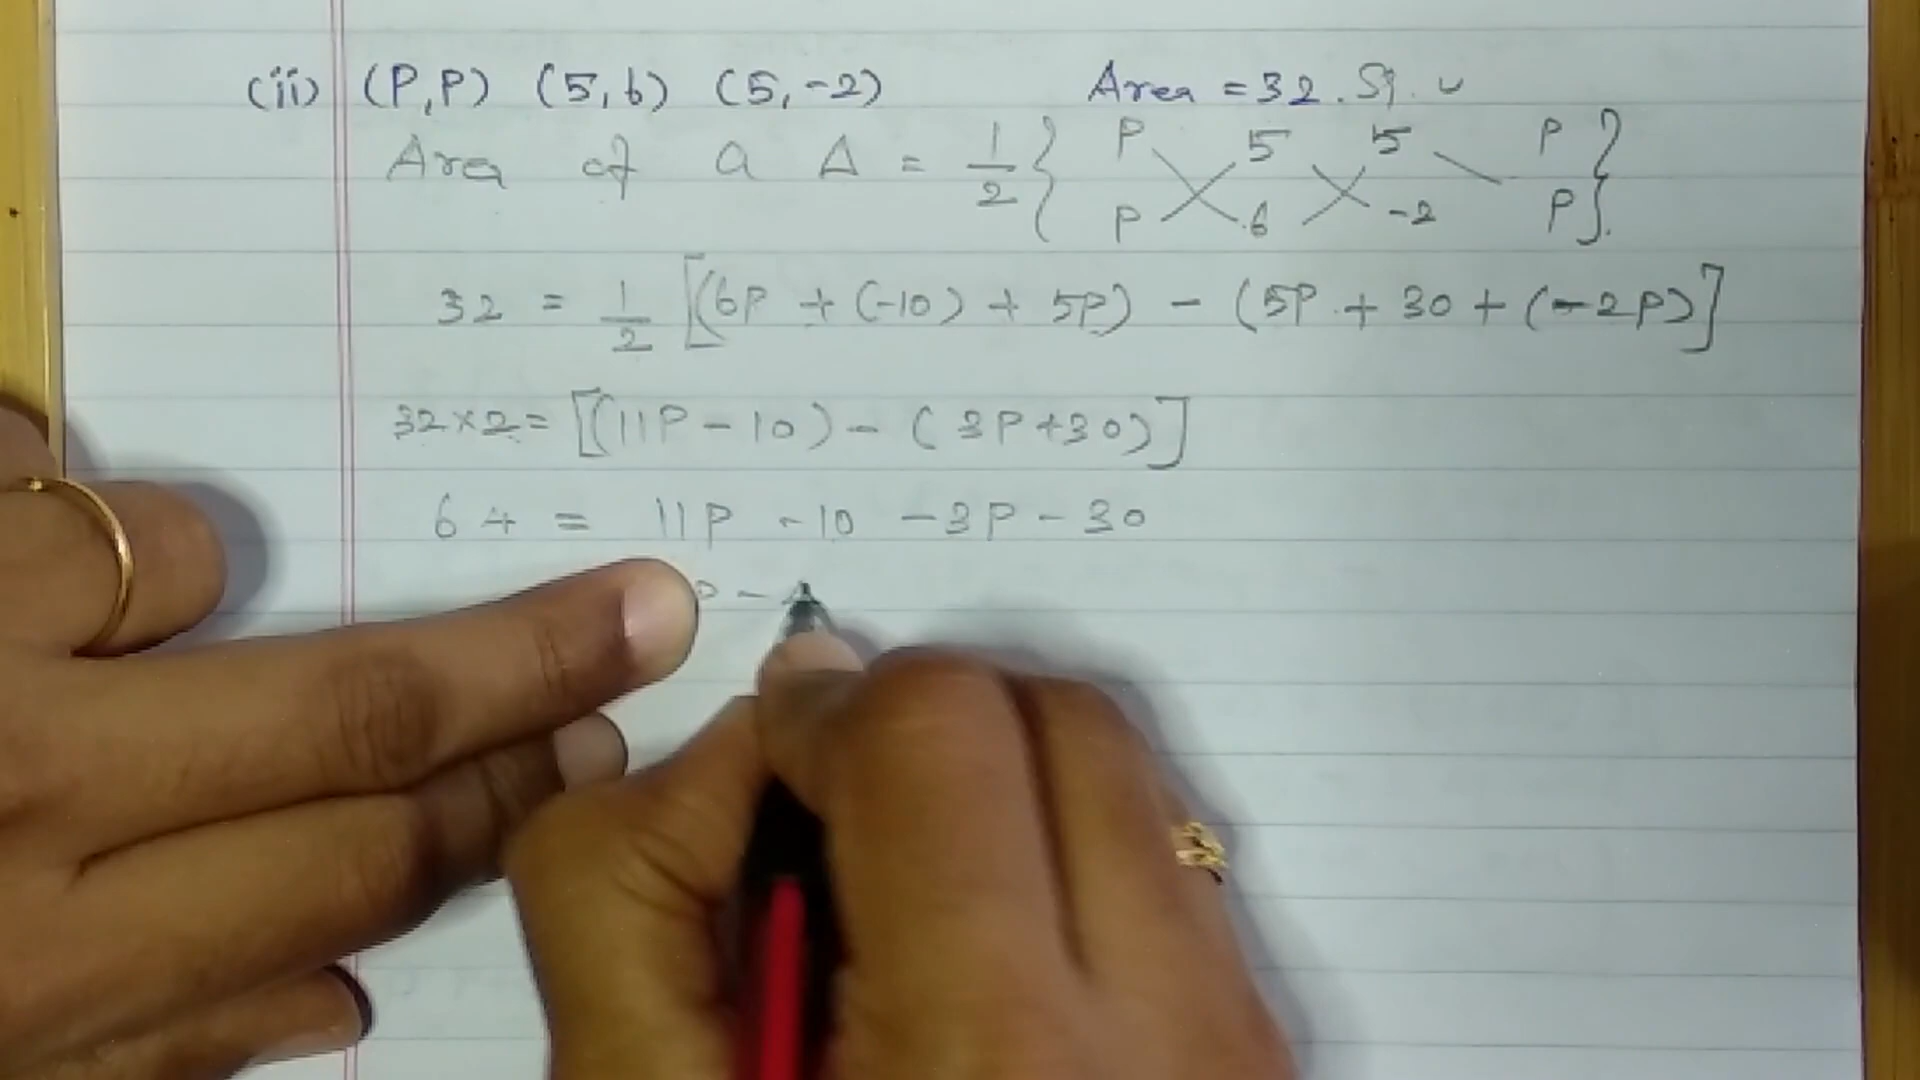 (ii) (P,P) (5,6) (5,-2) Area = 32. Sq. u
Area of a Δ = 1/2 { P 5 5 P
P 6 -2 P }
32 = 1/2 [(6P + (-10) + 5P) - (5P + 30 + (-2P)]
32×2 = [(11P - 10) - (3P+30)]
64 = 11P - 10 - 3P - 30
P -